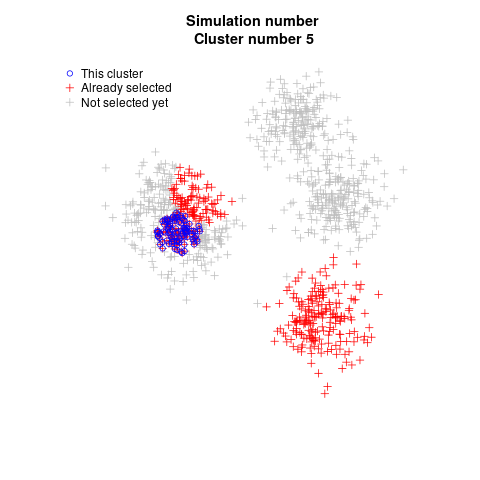 Simulation number
Cluster number 5
This cluster
Already selected
Not selected yet